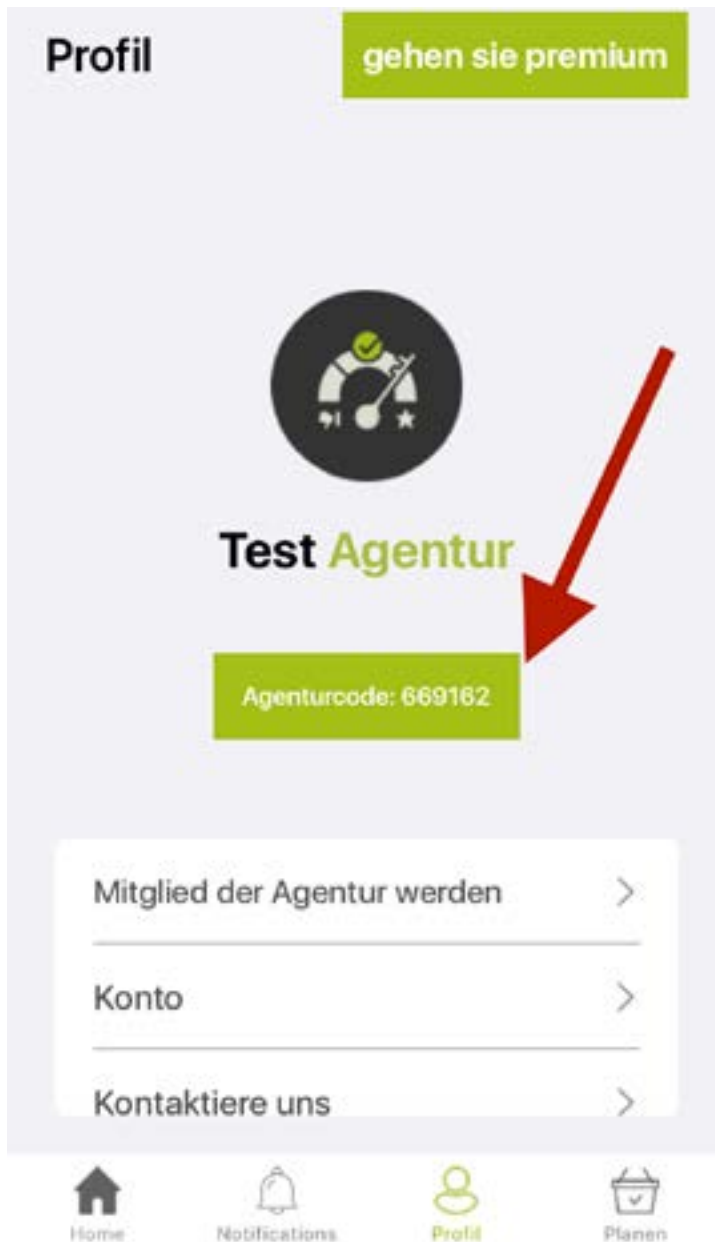 Profil
gehen sie premium
Test Agentur
Agenturcode: 669162
Mitglied der Agentur werden
Konto
Kontaktiere uns
Home
Notifications
Profil
Planen